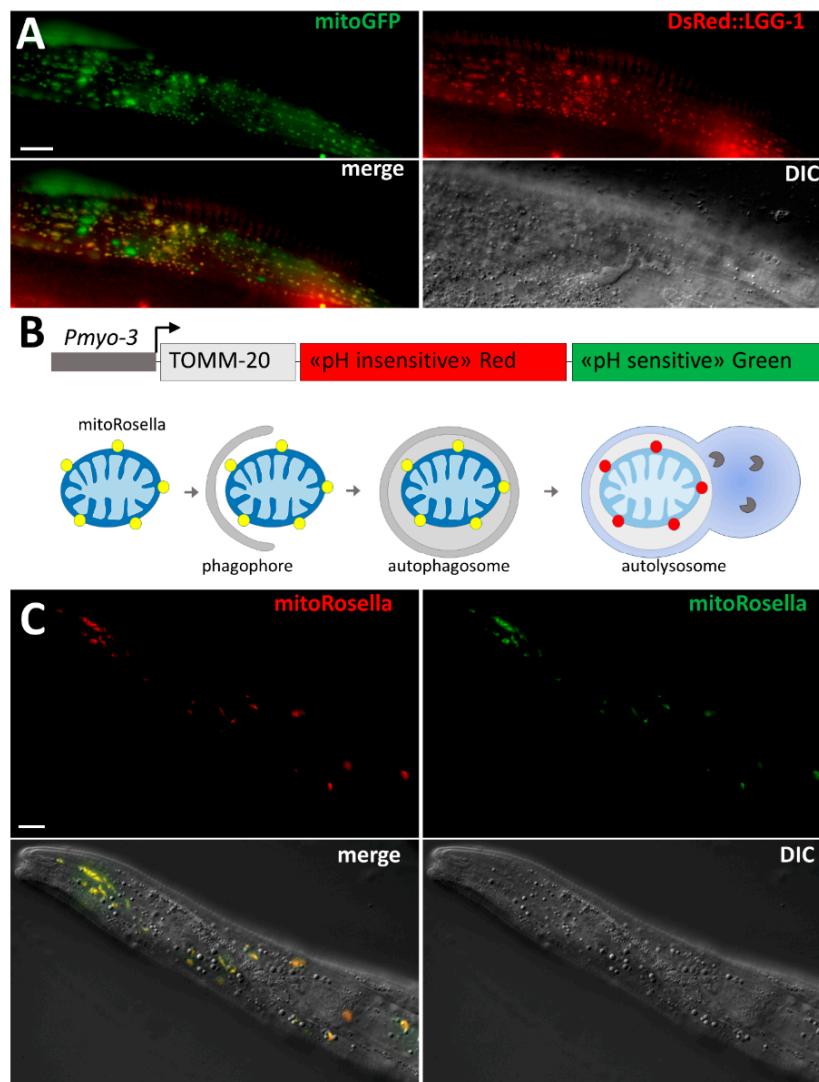 A
mitoGFP
DsRed::LGG-1
merge
DIC
B
Pmyo-3
TOMM-20
«pH insensitive» Red
«pH sensitive» Green
mitoRosella
phagophore
autophagosome
autolysosome
C
mitoRosella
mitoRosella
merge
DIC